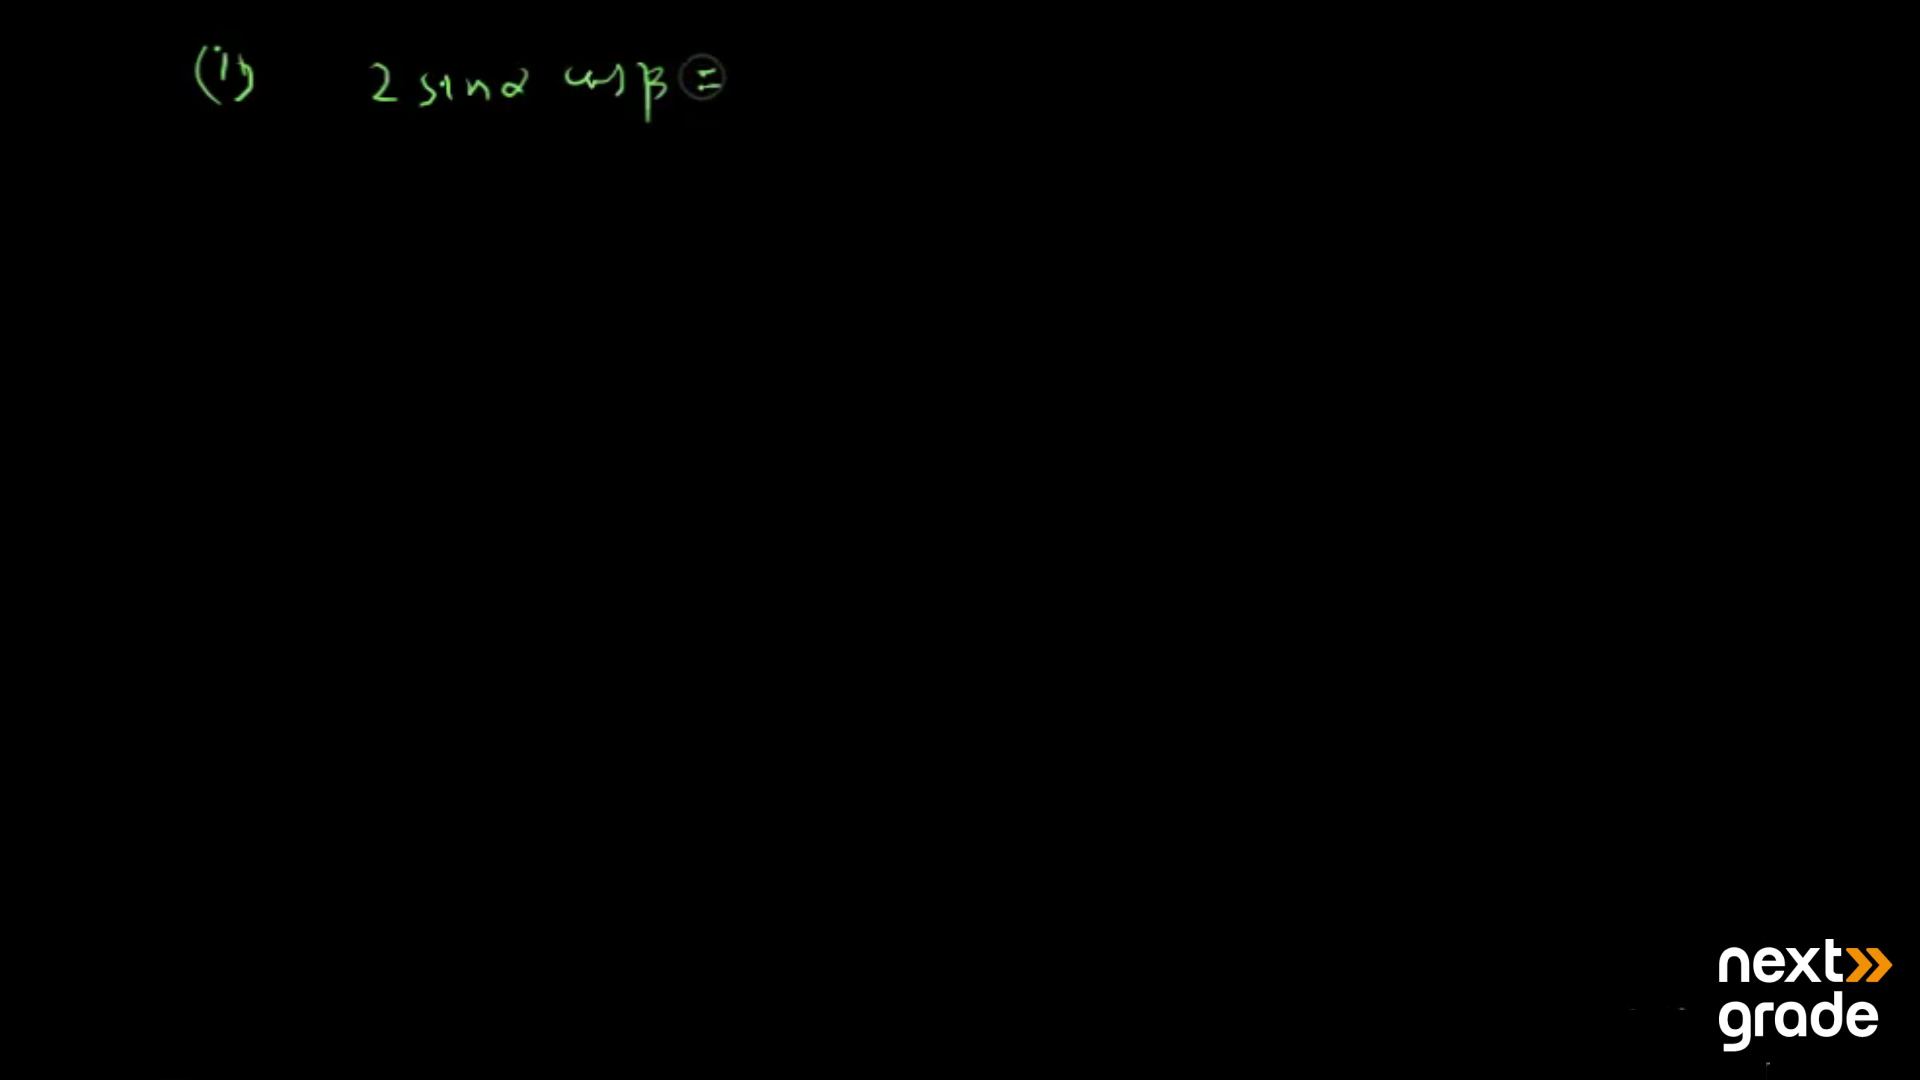 (i) 2 sinα cosβ =
next
grade